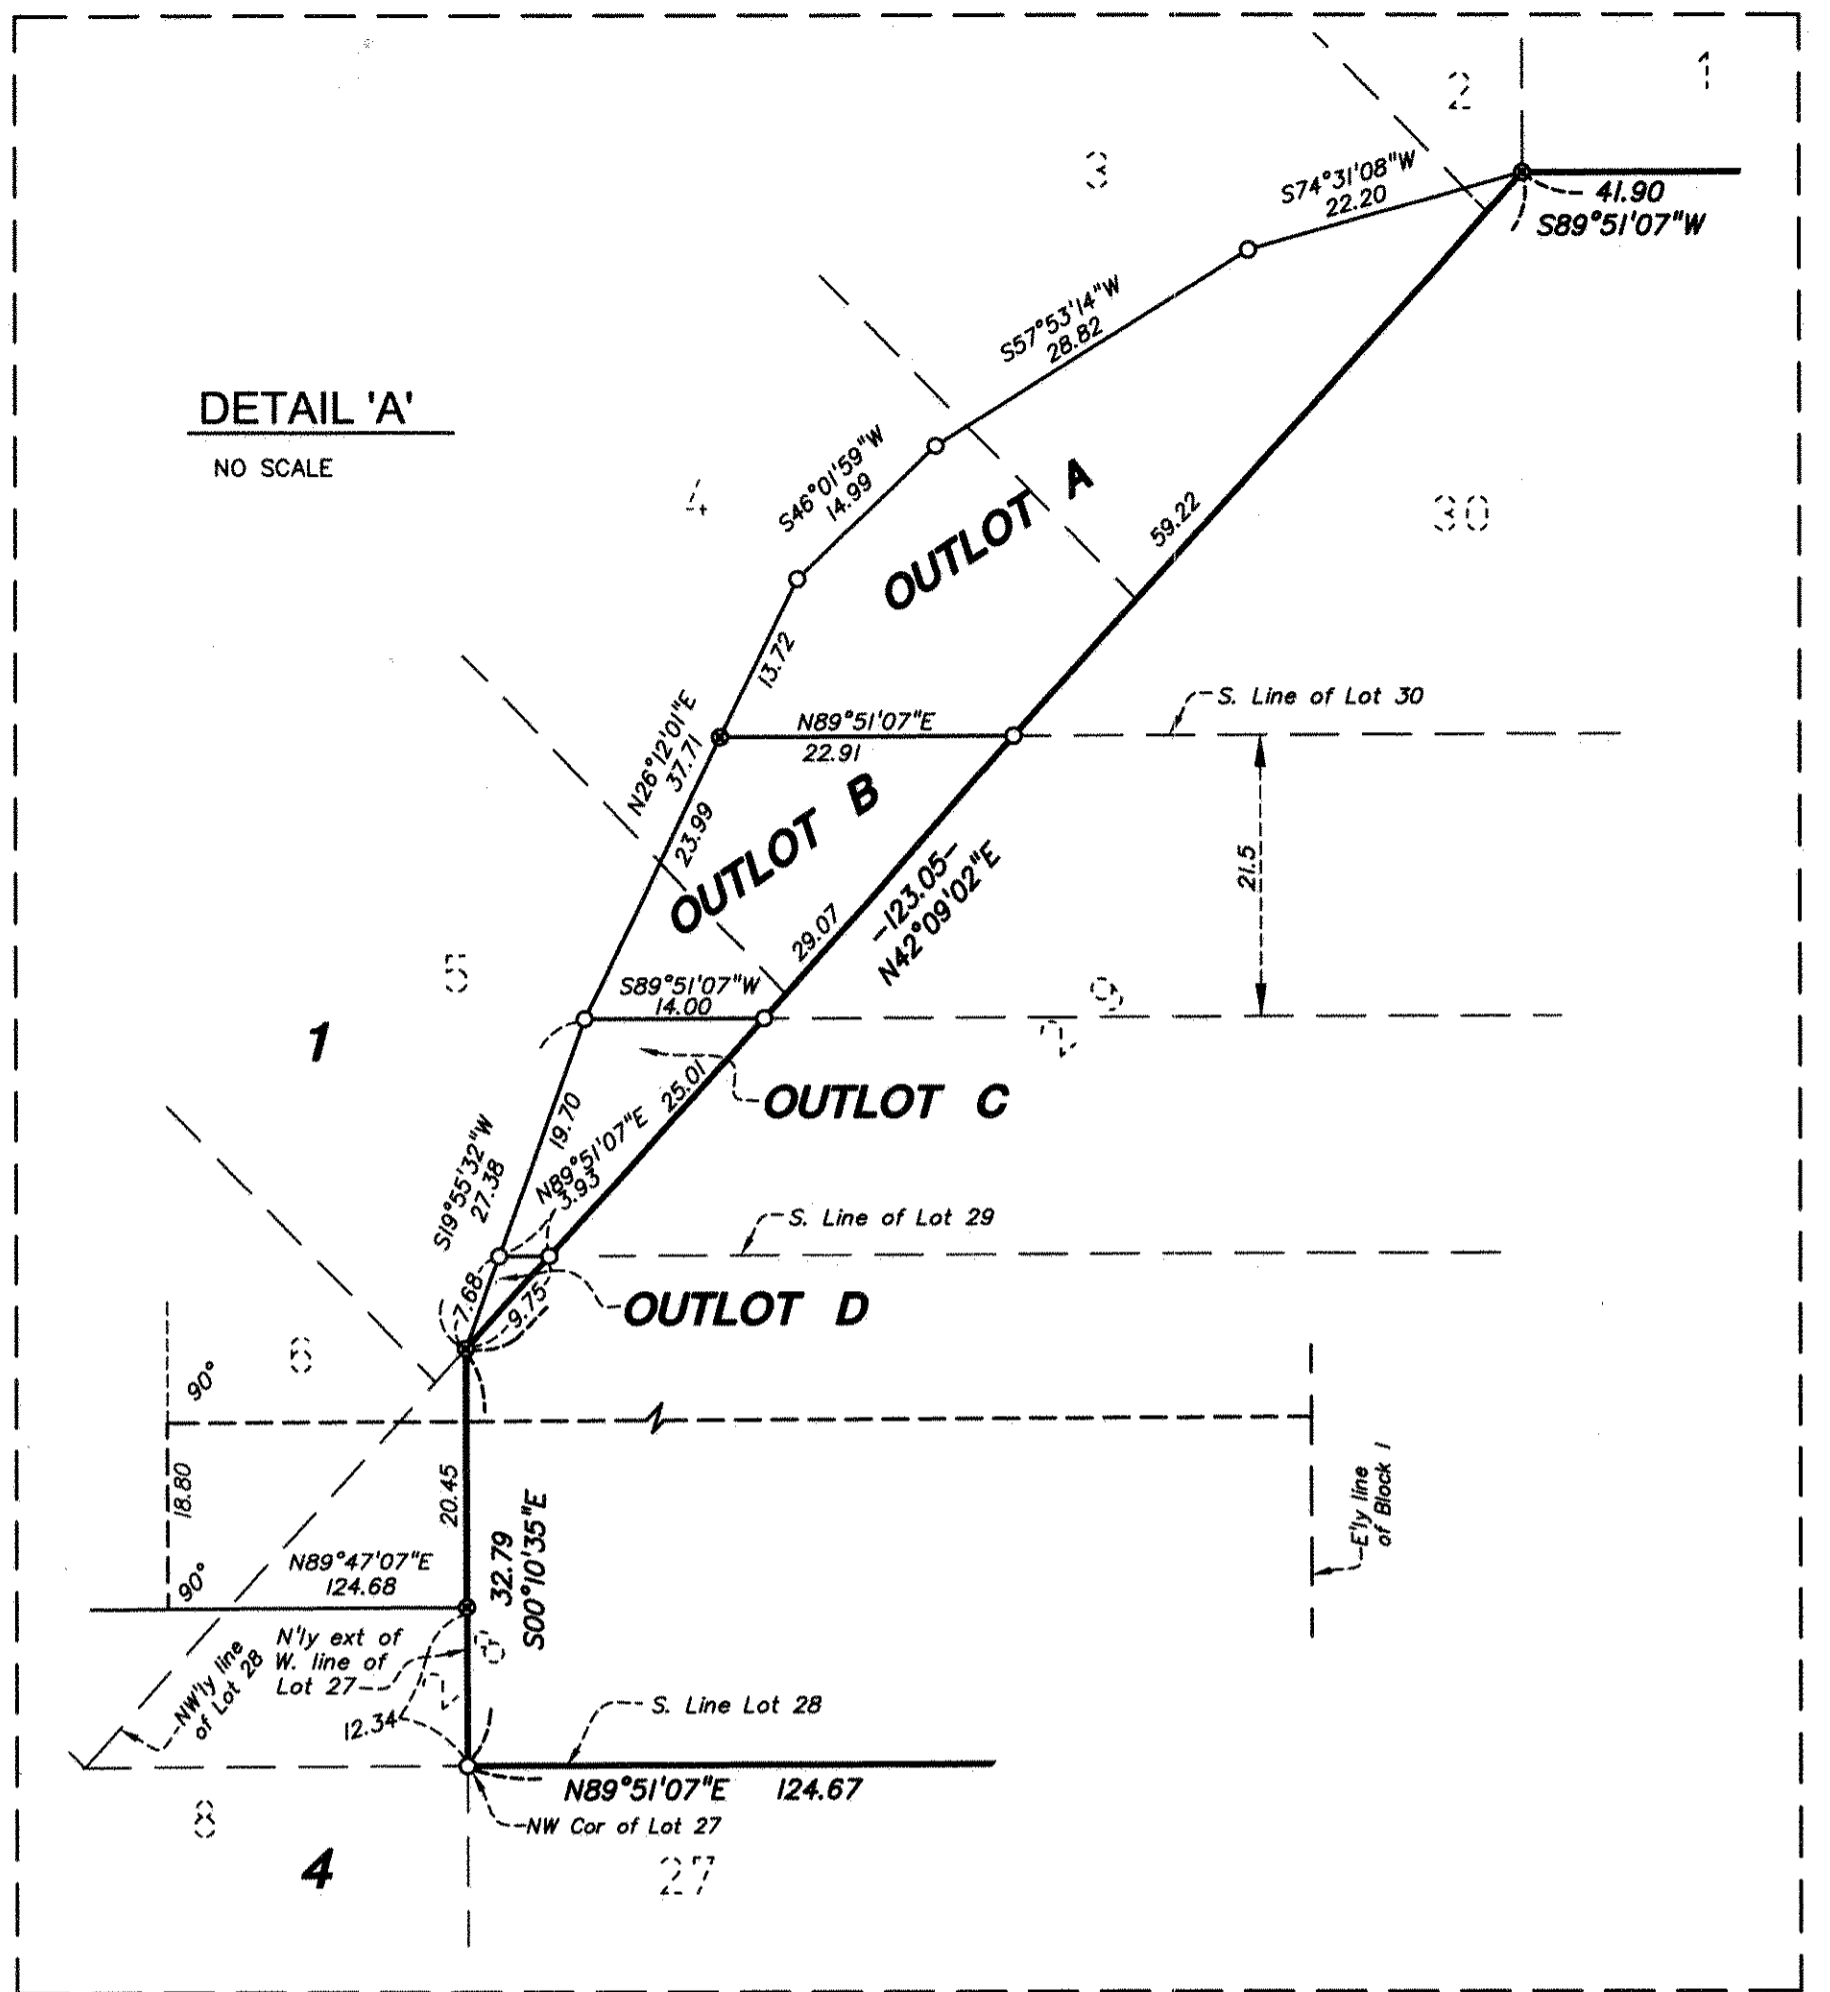 1
2
3
S74°31'08"W
22.20
41.90
S89°51'07"W
S57°53'14"W
28.82
DETAIL 'A'
NO SCALE
S46°01'59"W
14.99
4
OUTLOT A
59.22
30
13.72
S. Line of Lot 30
N89°51'07"E
22.91
N26°12'01"E
37.71
23.99
OUTLOT B
-123.05-
N42°09'02"E
21.5
29.07
5
S89°51'07"W
14.00
29
1
OUTLOT C
25.01
19.70
N89°51'07"E
3.93
S19°55'32"W
27.38
S. Line of Lot 29
7.68
9.75
OUTLOT D
6
90°
18.80
20.45
32.79
S00°10'35"E
E'ly line
of Block 1
N89°47'07"E
124.68
90°
N'ly ext of
W. line of
Lot 27
28
NW'ly line
of Lot 28
12.34
S. Line Lot 28
N89°51'07"E 124.67
NW Cor of Lot 27
8
4
27